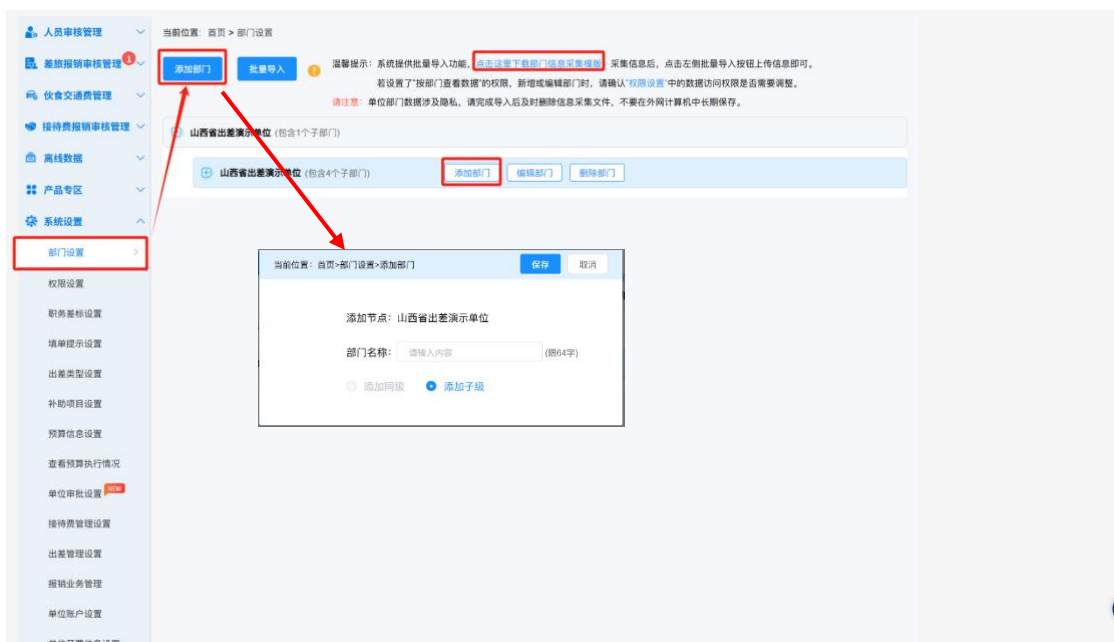 人员审核管理
差旅报销审核管理
1
伙食交通费管理
接待费报销审核管理
离线数据
产品专区
系统设置
部门设置
权限设置
职务差标设置
填单提示设置
出差类型设置
补助项目设置
预算信息设置
查看预算执行情况
单位审批设置 NEW
接待费管理设置
出差管理设置
报销业务管理
单位账户设置
当前位置: 首页 > 部门设置
添加部门 批量导入
温馨提示: 系统提供批量导入功能, 点击这里下载部门信息采集模版, 采集信息后, 点击左侧批量导入按钮上传信息即可。
若设置了"按部门查看数据"的权限, 新增或编辑部门时, 请确认"权限设置"中的数据访问权限是否需要调整。
请注意: 单位部门数据涉及隐私, 请完成导入后及时删除信息采集文件, 不要在外网计算机中长期保存。
山西省出差演示单位 (包含1个子部门)
山西省出差演示单位 (包含4个子部门) 添加部门 编辑部门 删除部门
当前位置: 首页>部门设置>添加部门 保存 取消
添加节点: 山西省出差演示单位
部门名称: 请输入内容 (限64字)
添加同级 添加子级